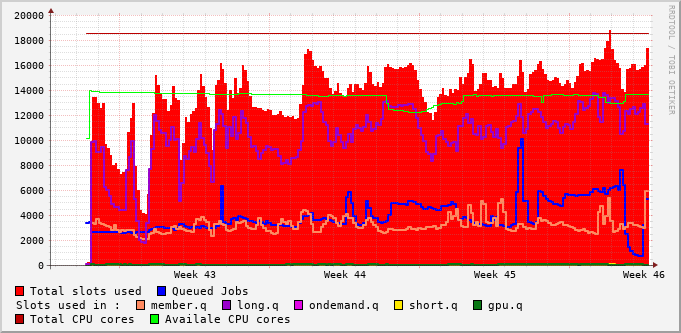 20000
18000
16000
14000
12000
10000
8000
6000
4000
2000
0
Week 43 Week 44 Week 45 Week 46
Total slots used Queued Jobs
Slots used in : member.q long.q ondemand.q short.q gpu.q
Total CPU cores Availale CPU cores
RRDTOOL / TOBI OETIKER